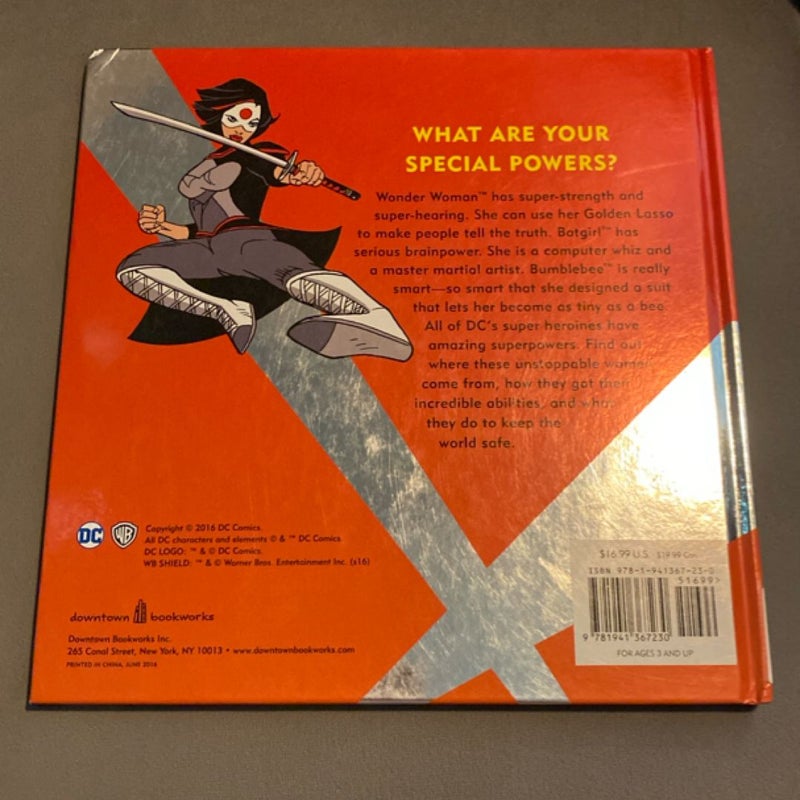 WHAT ARE YOUR
SPECIAL POWERS?
Wonder Woman™ has super-strength and
super-hearing. She can use her Golden Lasso
to make people tell the truth. Batgirl™ has
serious brainpower. She is a computer whiz and
a master martial artist. Bumblebee™ is really
smart—so smart that she designed a suit
that lets her become as tiny as a bee.
All of DC's super heroines have
amazing superpowers. Find out
where these unstoppable women
come from, how they got their
incredible abilities, and what
they do to keep the
world safe.
DC
WB
Copyright © 2016 DC Comics.
All DC characters and elements © & ™ DC Comics.
DC LOGO: ™ & © DC Comics.
WB SHIELD: ™ & © Warner Bros. Entertainment Inc. (s16)
downtown bookworks
Downtown Bookworks Inc.
265 Canal Street, New York, NY 10013 • www.downtownbookworks.com
PRINTED IN CHINA, JUNE 2016
$16.99 U.S. $19.99 Can.
ISBN 978-1-941367-23-0
51699>
9 781941 367230
FOR AGES 3 AND UP